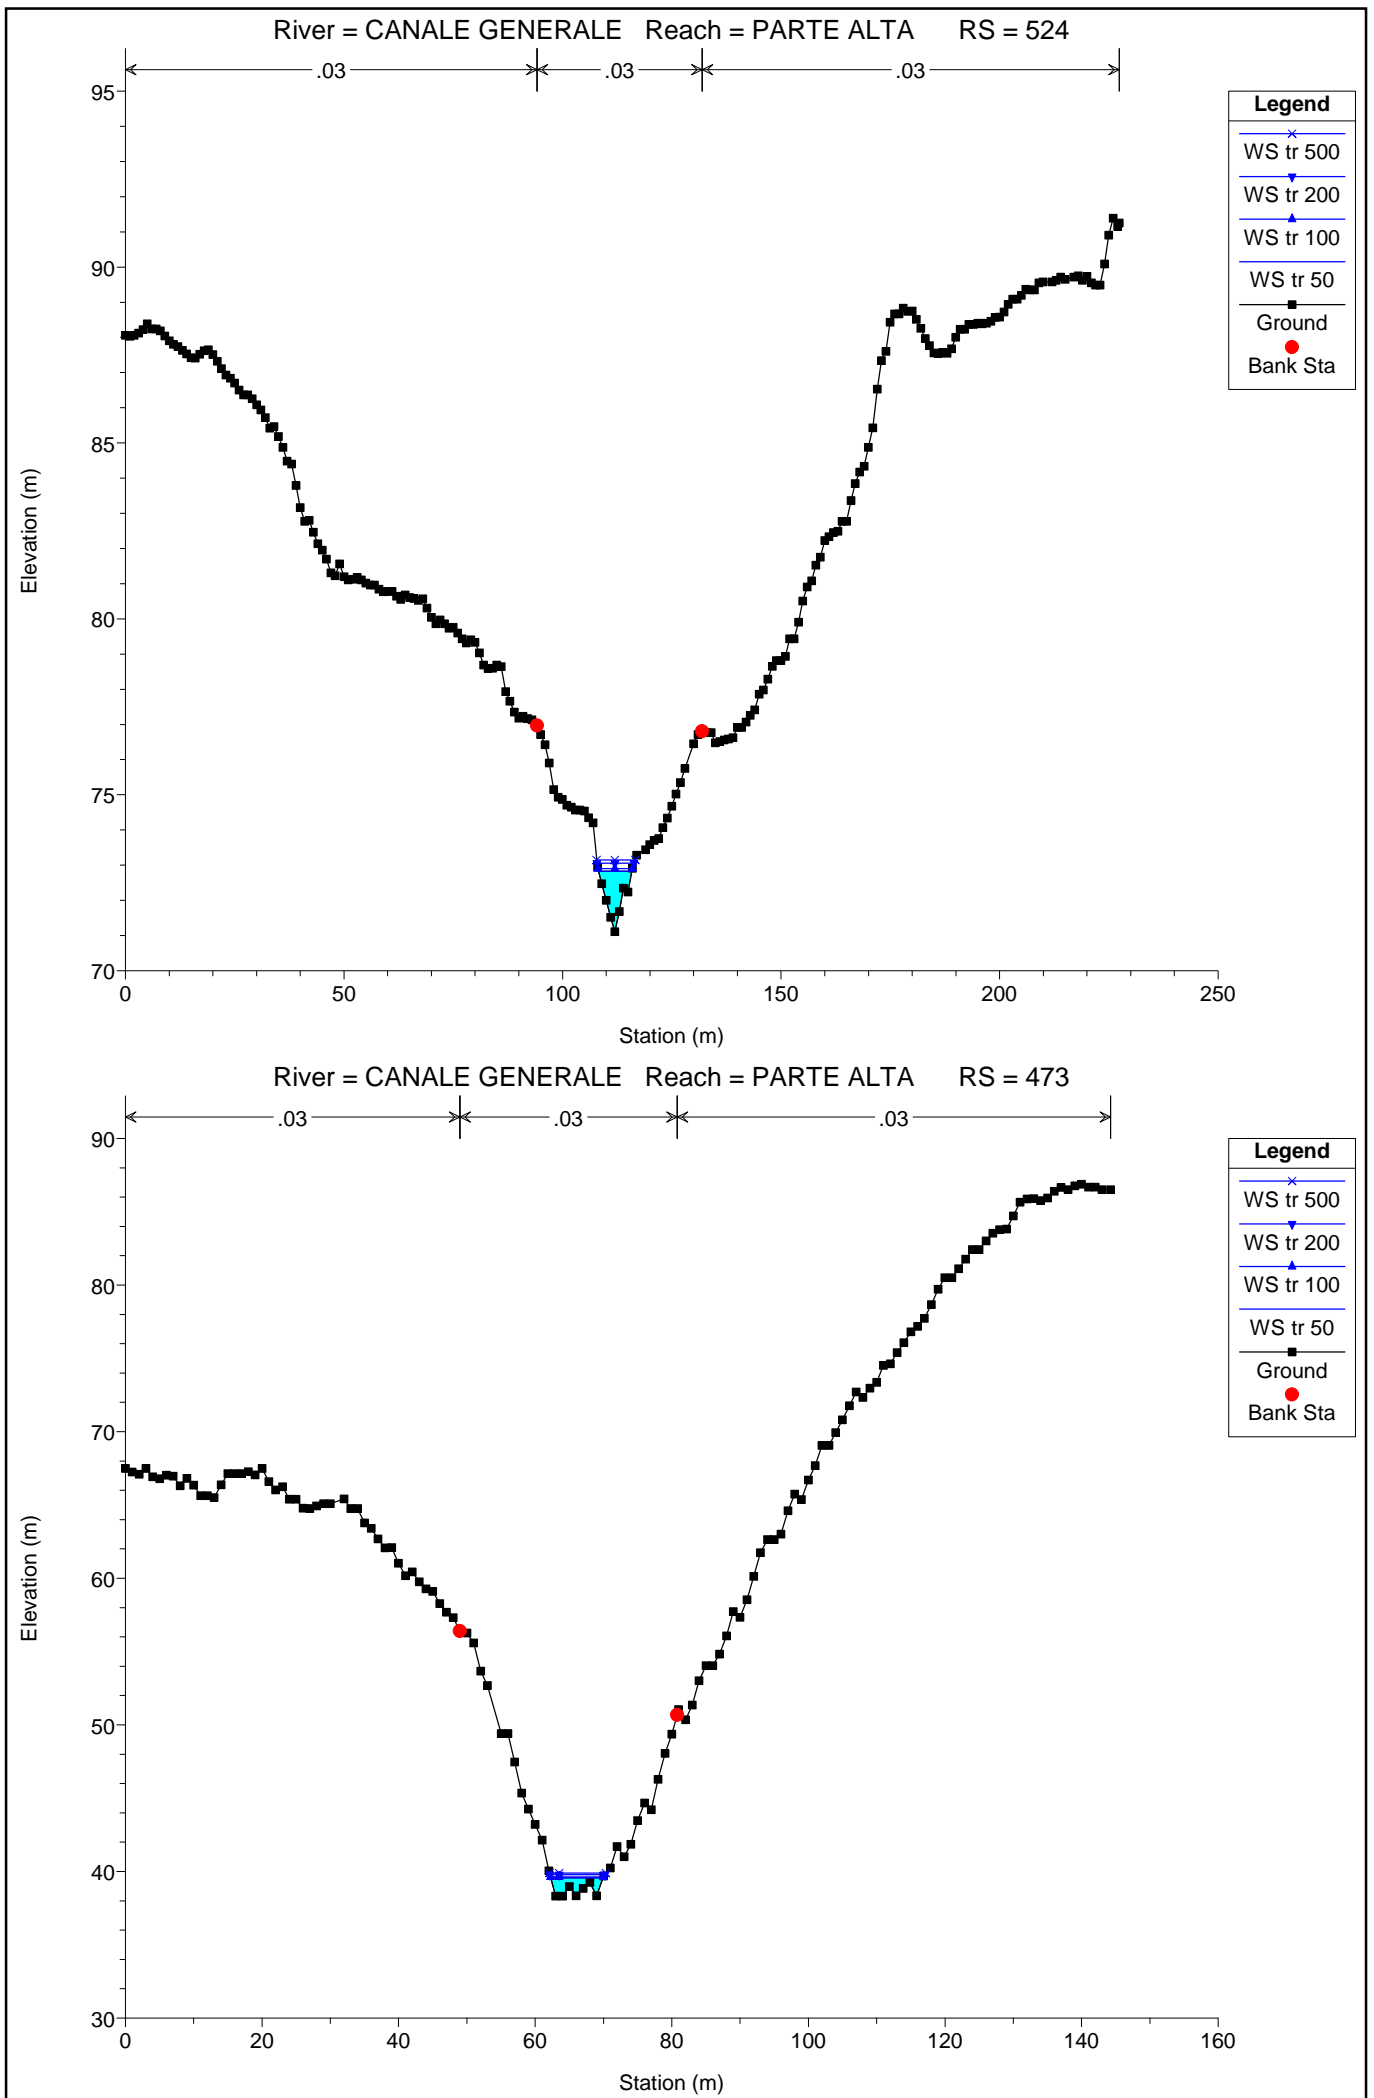 River = CANALE GENERALE   Reach = PARTE ALTA      RS = 524
.03 .03 .03
95
90
85
80
75
70
Elevation (m)
0 50 100 150 200 250
Station (m)
Legend
WS tr 500
WS tr 200
WS tr 100
WS tr 50
Ground
Bank Sta
River = CANALE GENERALE   Reach = PARTE ALTA      RS = 473
.03 .03 .03
90
80
70
60
50
40
30
Elevation (m)
0 20 40 60 80 100 120 140 160
Station (m)
Legend
WS tr 500
WS tr 200
WS tr 100
WS tr 50
Ground
Bank Sta